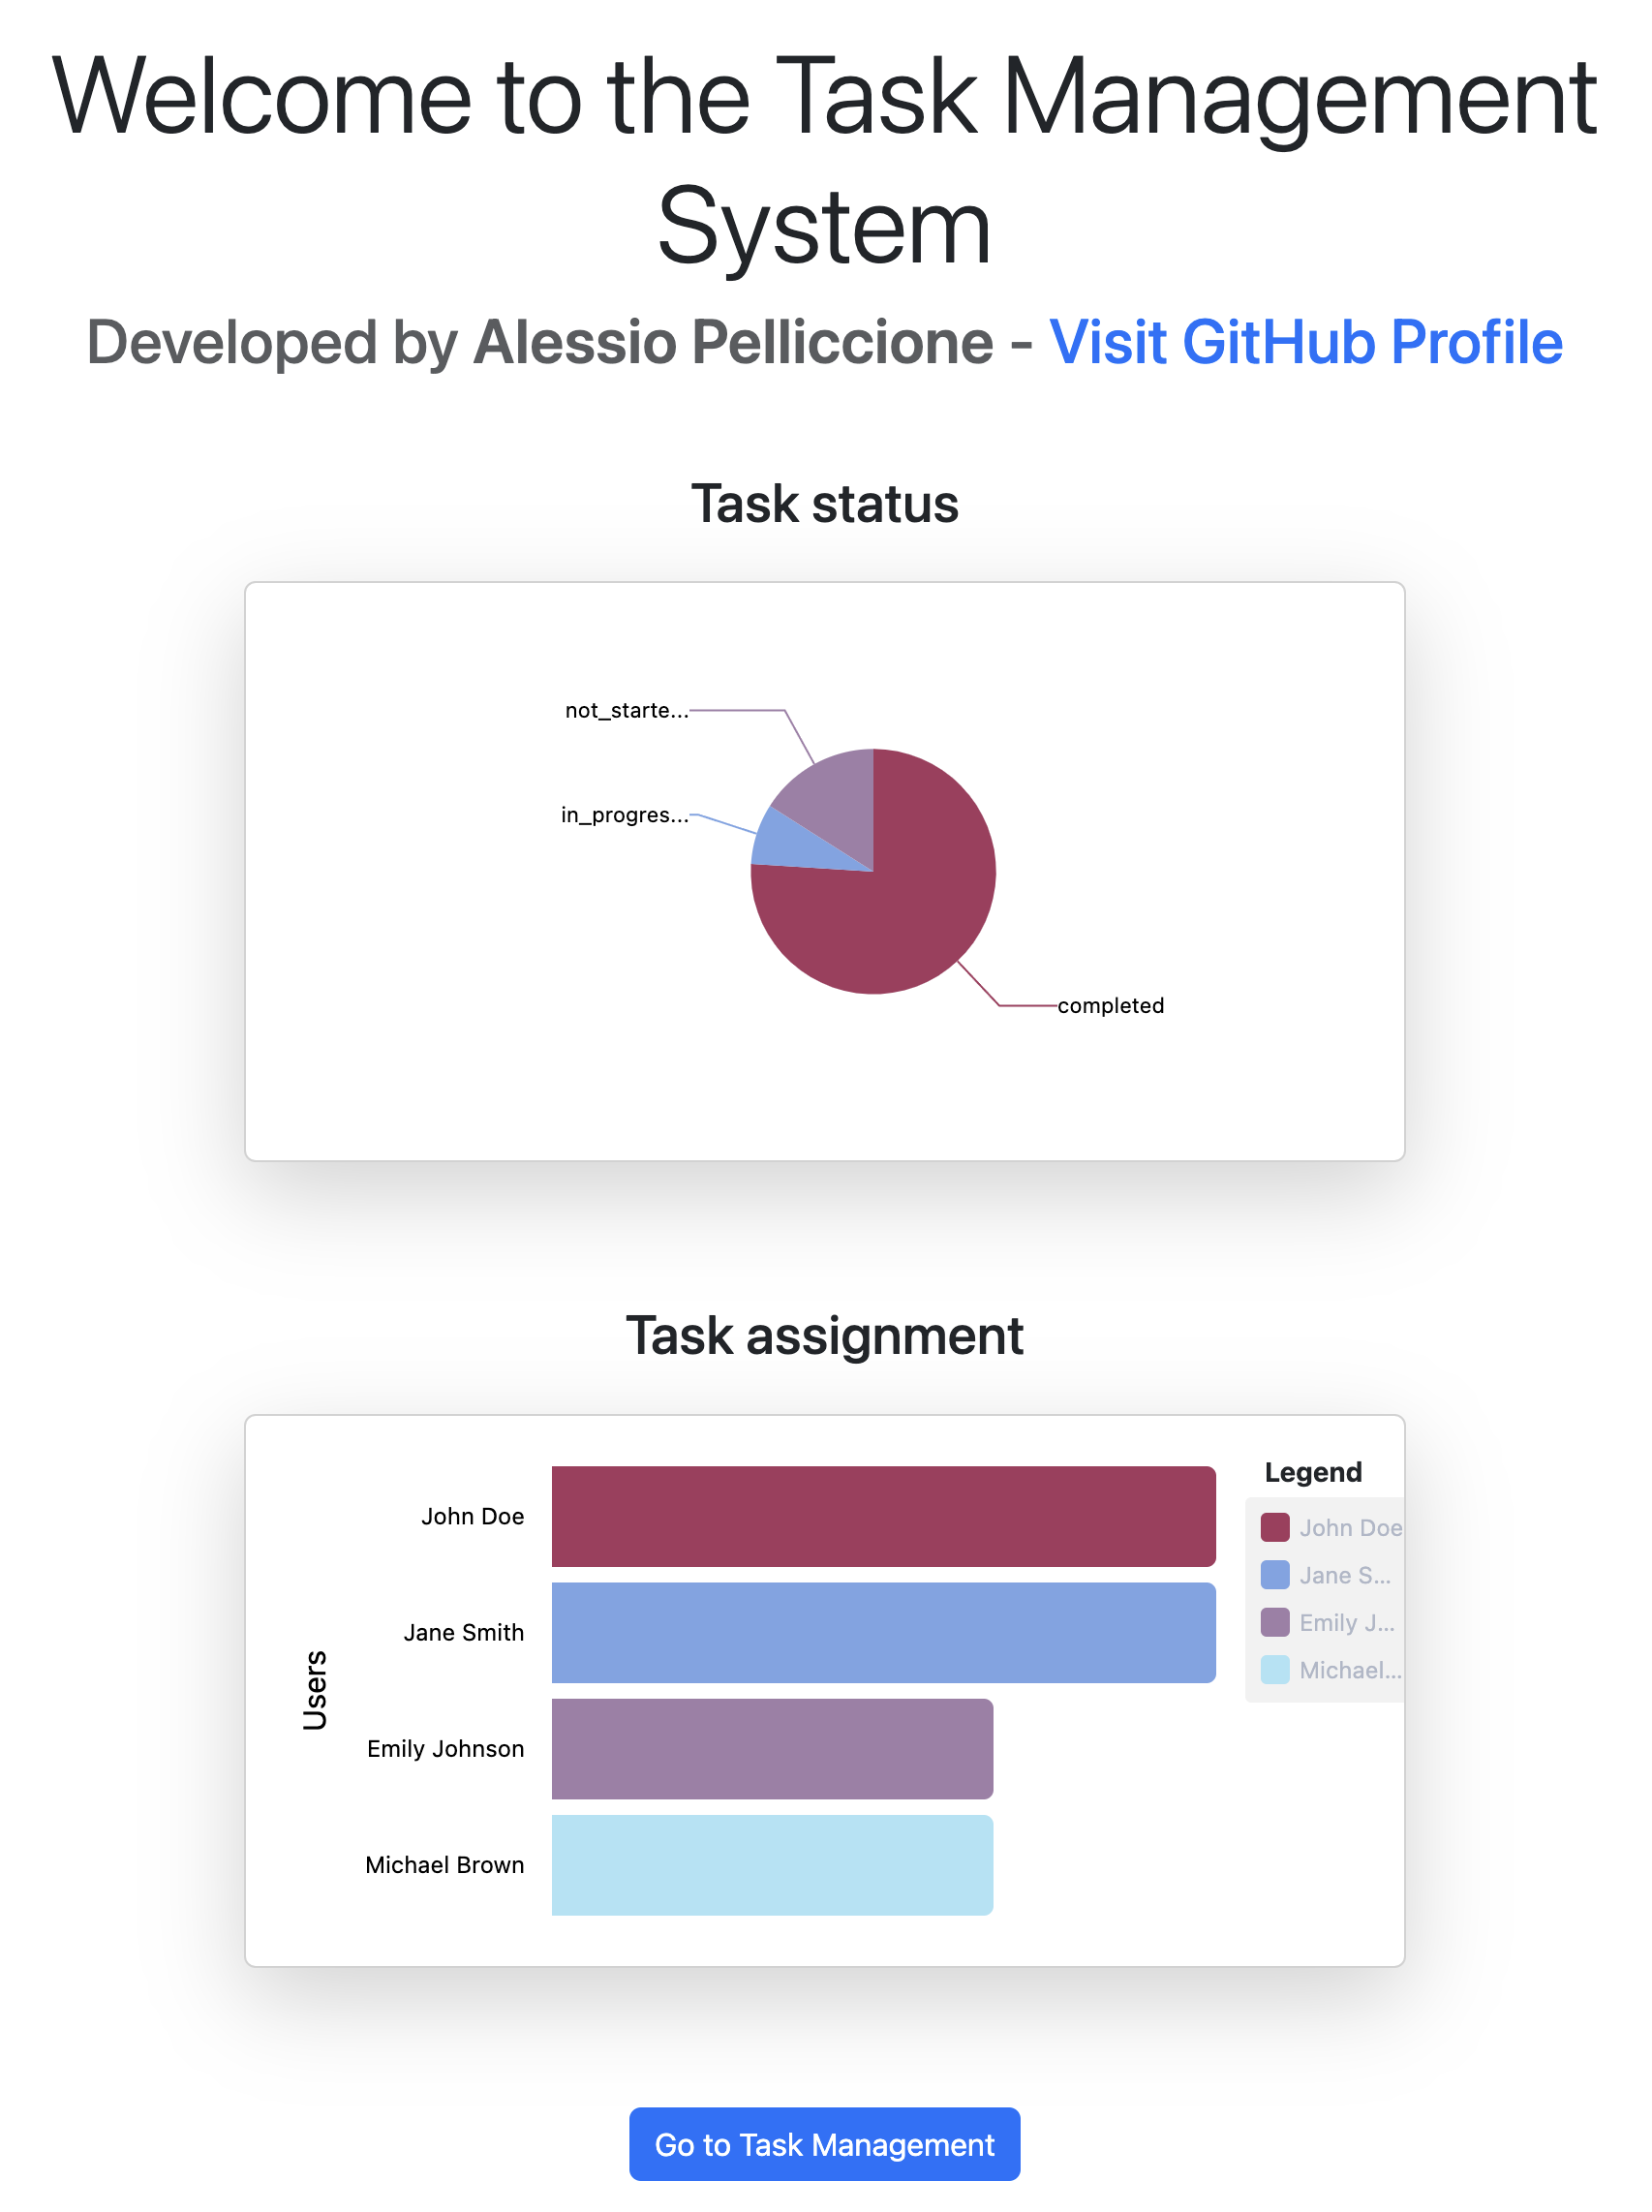 Welcome to the Task Management
System
Developed by Alessio Pelliccione - Visit GitHub Profile
Task status
not_starte...
in_progres...
completed
Task assignment
Users
John Doe
Jane Smith
Emily Johnson
Michael Brown
Legend
John Doe
Jane S...
Emily J...
Michael...
Go to Task Management